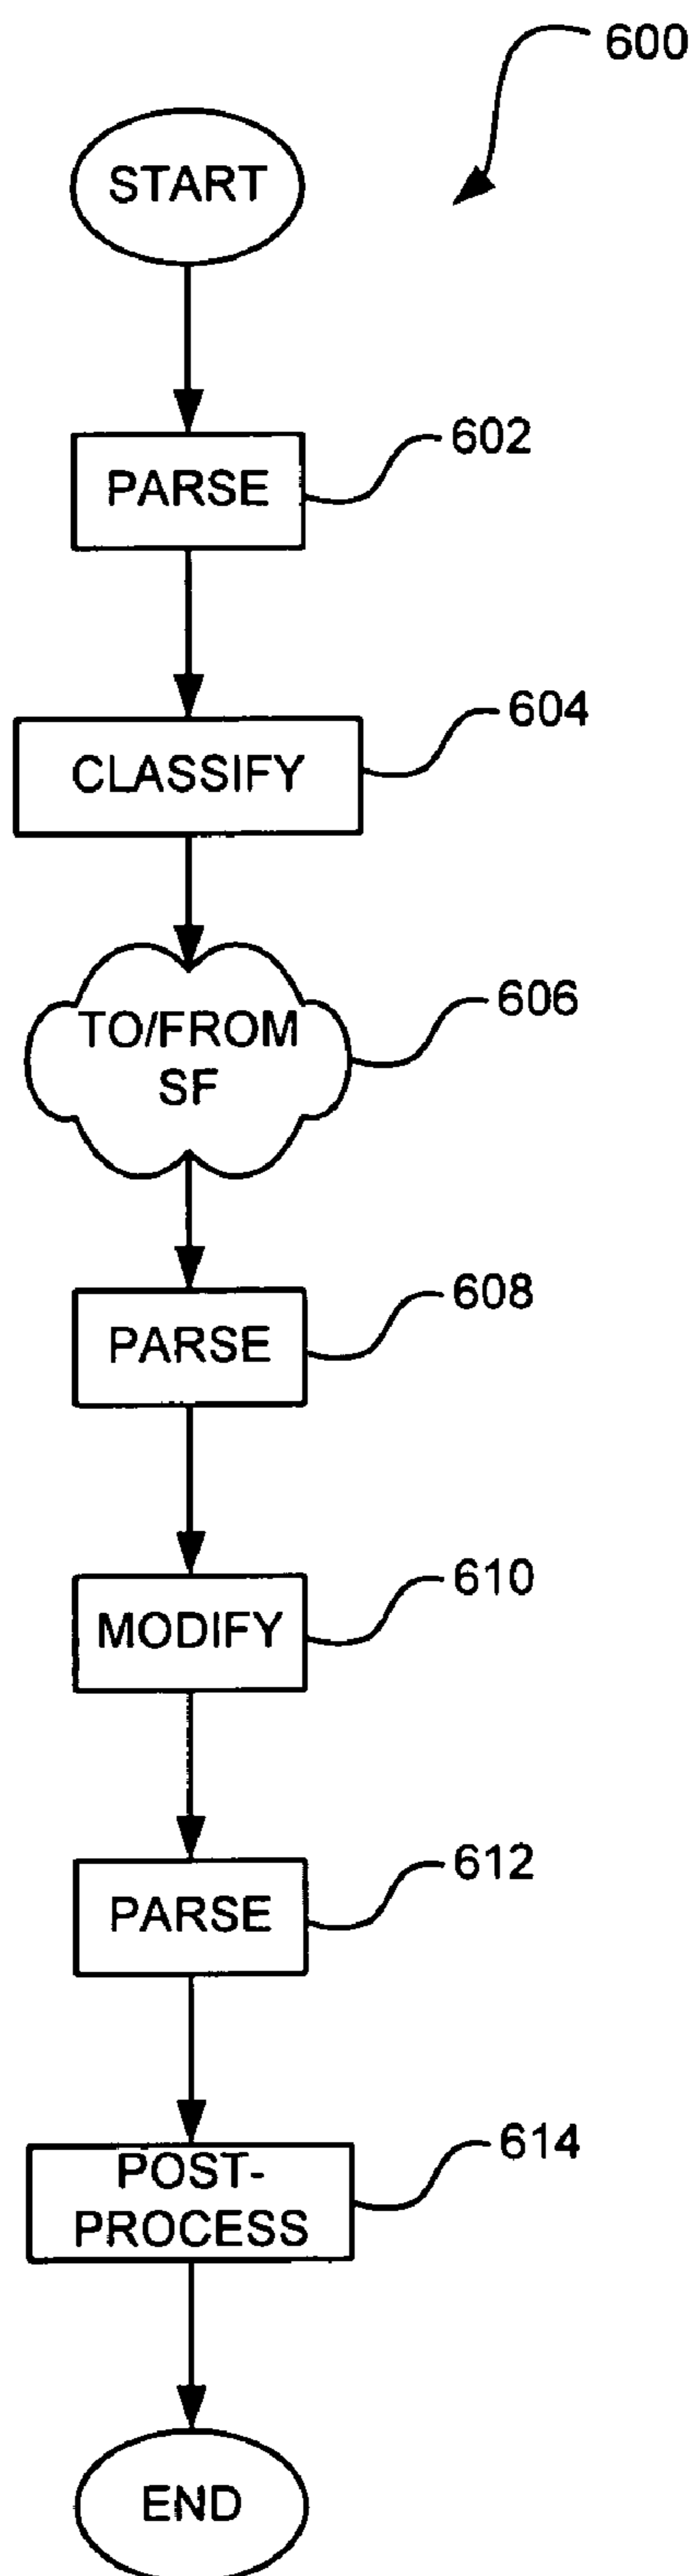 600
START
602
PARSE
604
CLASSIFY
606
TO/FROM
SF
608
PARSE
610
MODIFY
612
PARSE
614
POST-
PROCESS
END